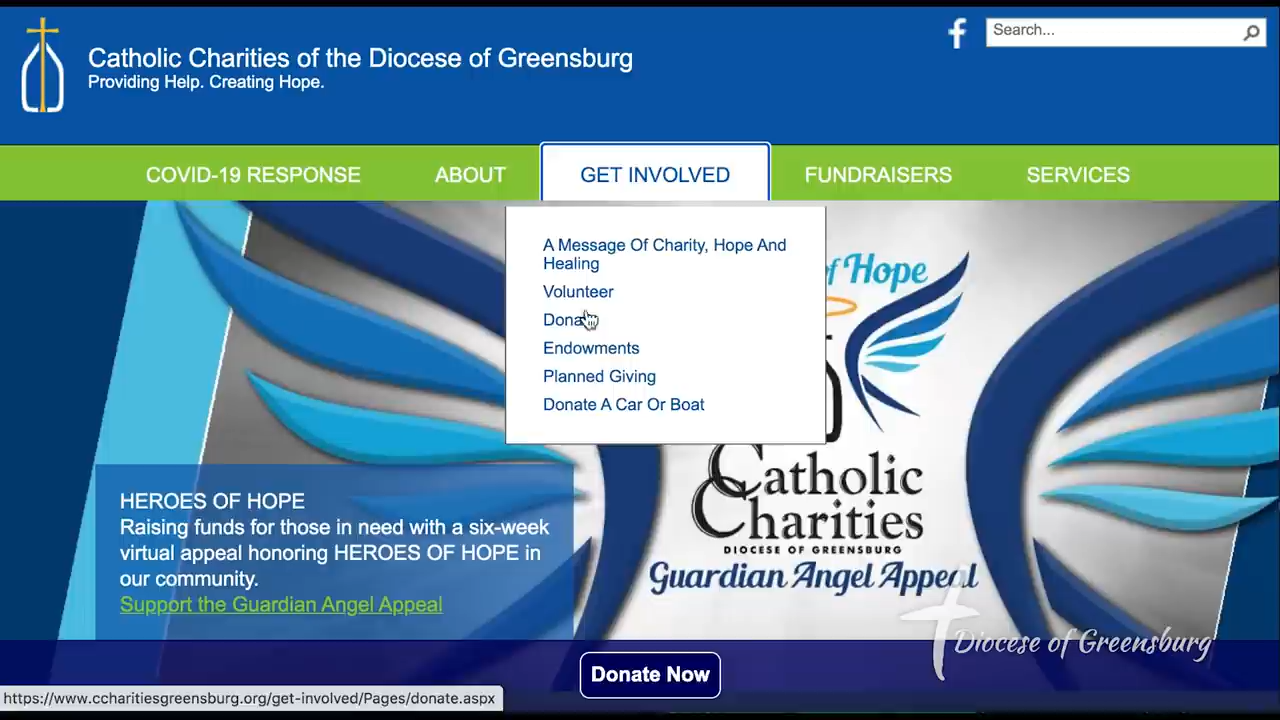 Catholic Charities of the Diocese of Greensburg
Providing Help. Creating Hope.
Search...
COVID-19 RESPONSE
ABOUT
GET INVOLVED
FUNDRAISERS
SERVICES
A Message Of Charity, Hope And
Healing
Volunteer
Endowments
Planned Giving
Donate A Car Or Boat
of Hope
Catholic
Charities
DIOCESE OF GREENSBURG
Guardian Angel Appeal
HEROES OF HOPE
Raising funds for those in need with a six-week
virtual appeal honoring HEROES OF HOPE in
our community.
Support the Guardian Angel Appeal
Diocese of Greensburg
Donate Now
https://www.ccharitiesgreensburg.org/get-involved/Pages/donate.aspx